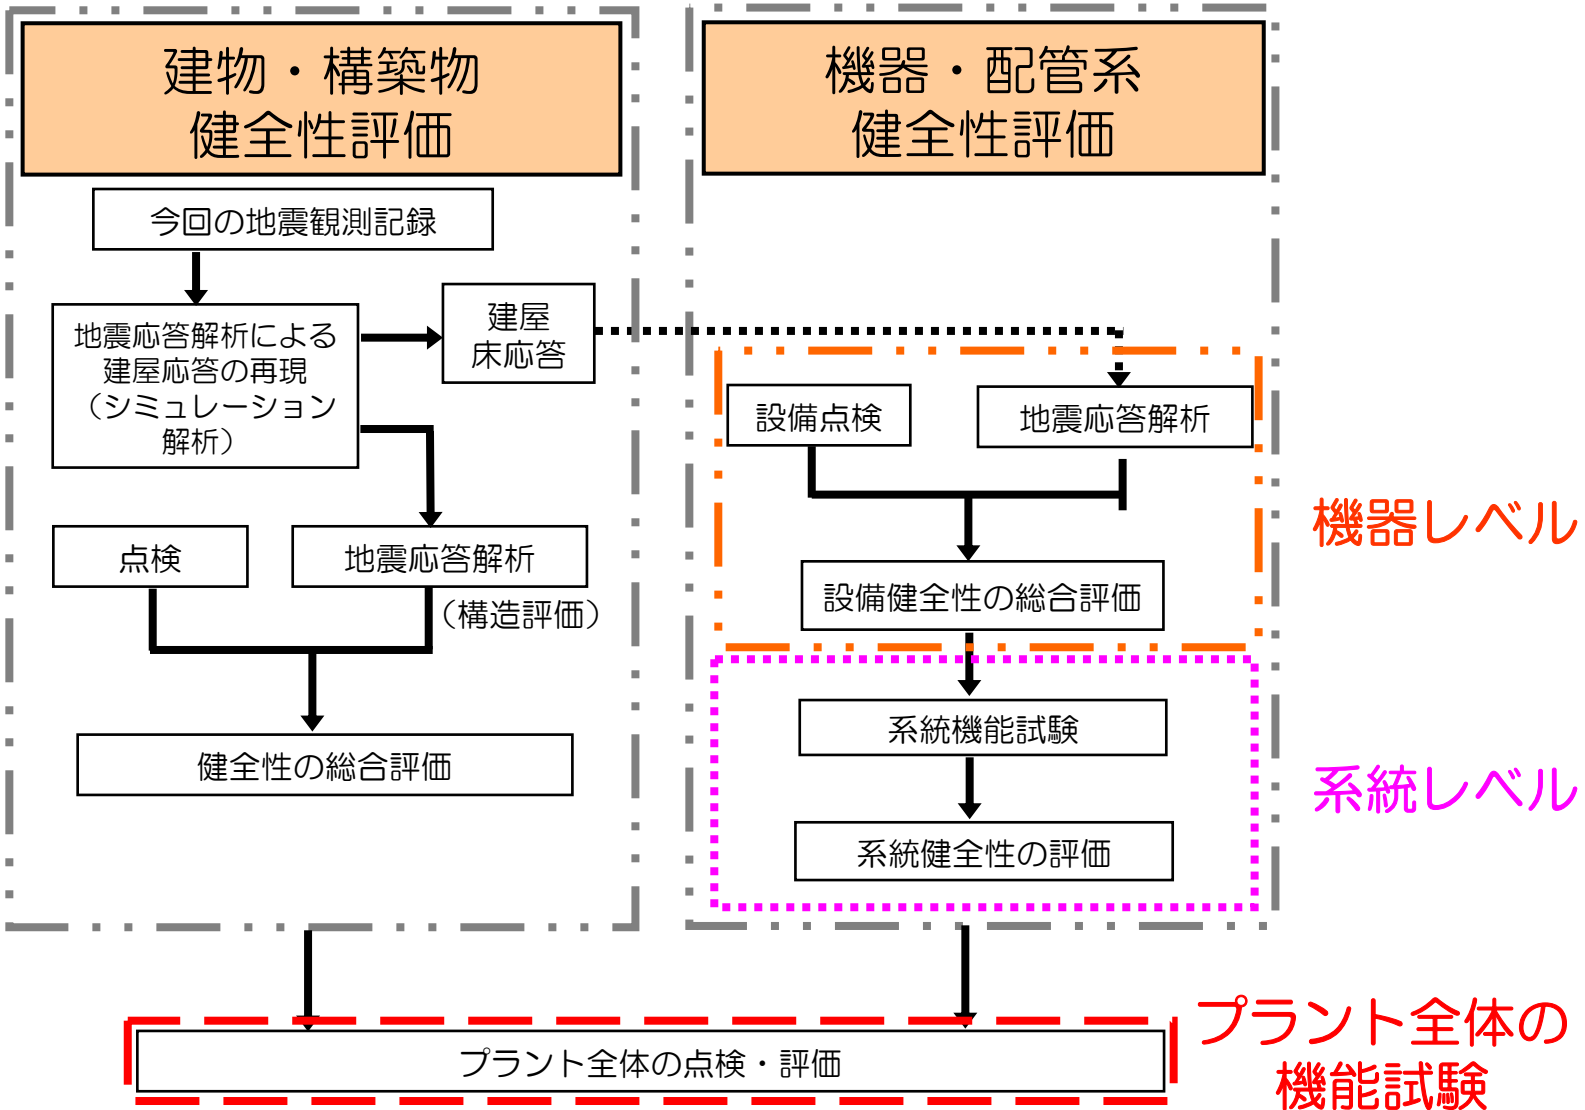 建物・構築物
健全性評価
今回の地震観測記録
地震応答解析による
建屋応答の再現
（シミュレーション
解析）
建屋
床応答
点検
地震応答解析
（構造評価）
健全性の総合評価
機器・配管系
健全性評価
設備点検
地震応答解析
設備健全性の総合評価
機器レベル
系統機能試験
系統健全性の評価
系統レベル
プラント全体の点検・評価
プラント全体の
機能試験